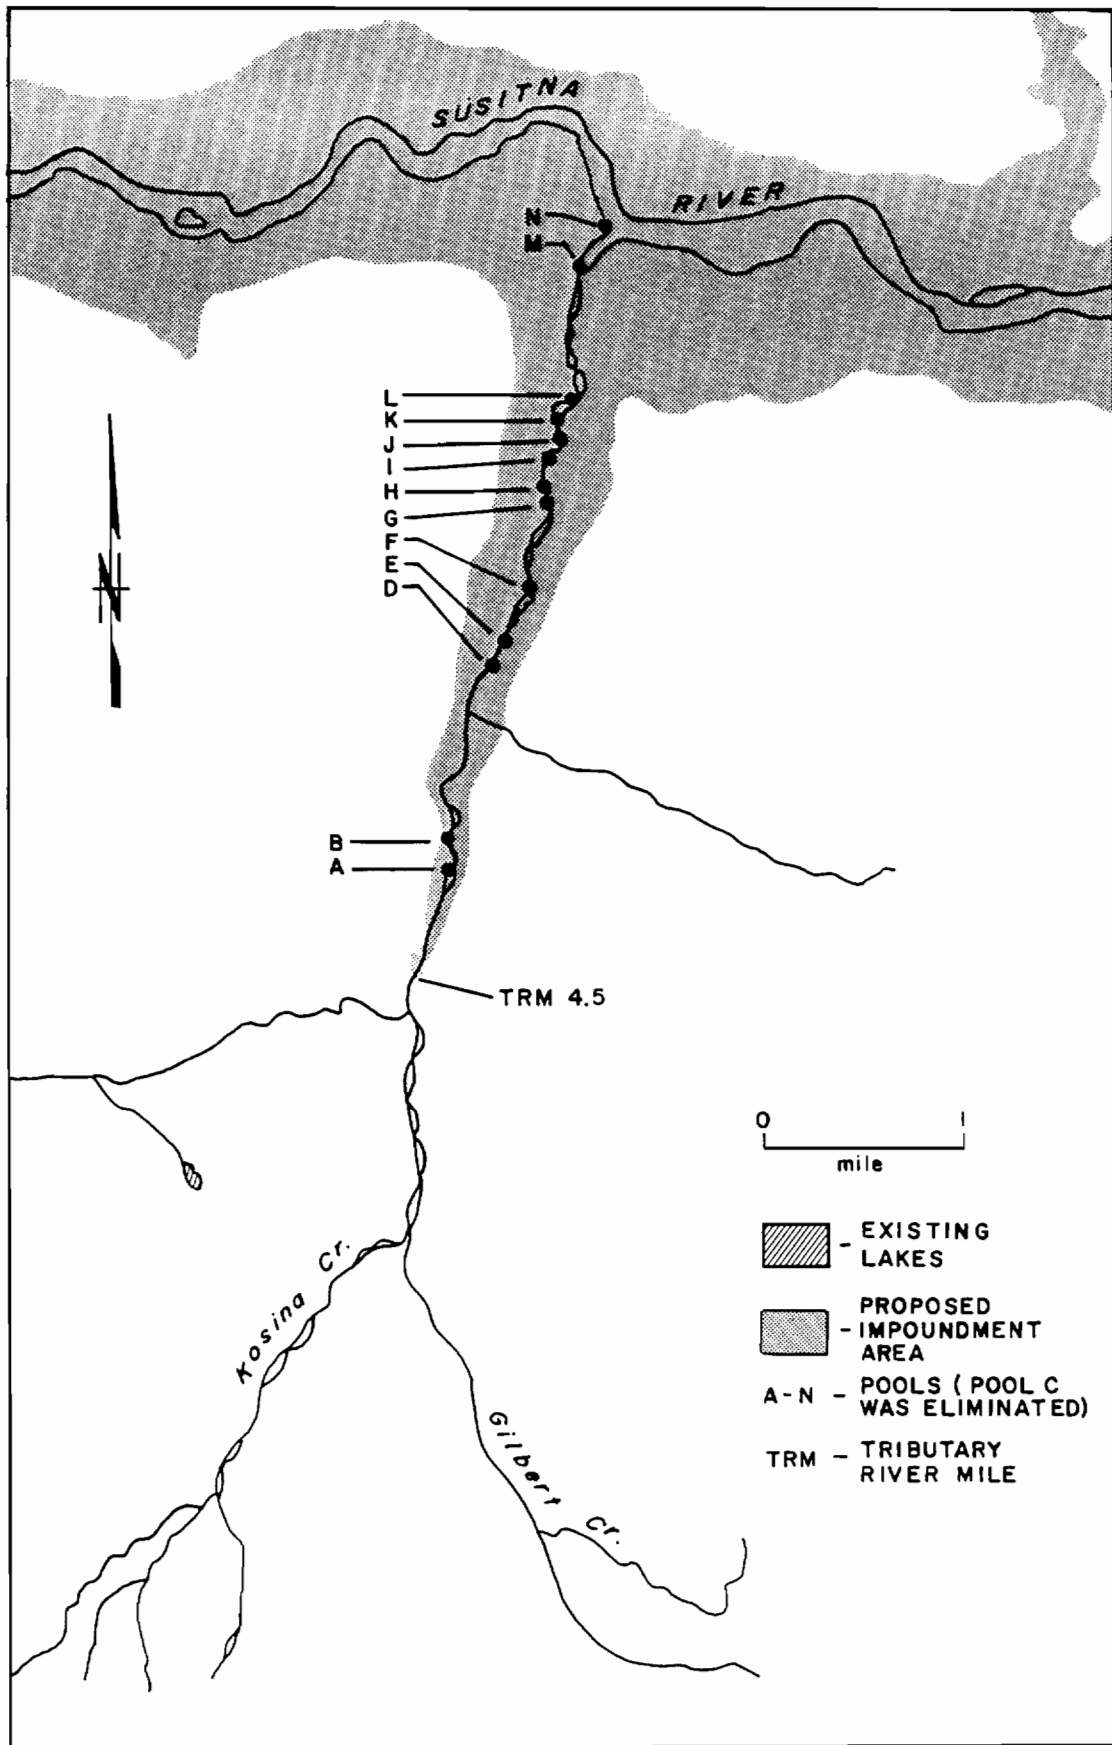 SUSITNA
RIVER
N
M
L
K
J
I
H
G
F
E
D
B
A
N
TRM 4.5
Kosina Cr.
Gilbert Cr.
0 1
mile
- EXISTING
LAKES
- PROPOSED
IMPOUNDMENT
AREA
A-N - POOLS (POOL C
WAS ELIMINATED)
TRM - TRIBUTARY
RIVER MILE